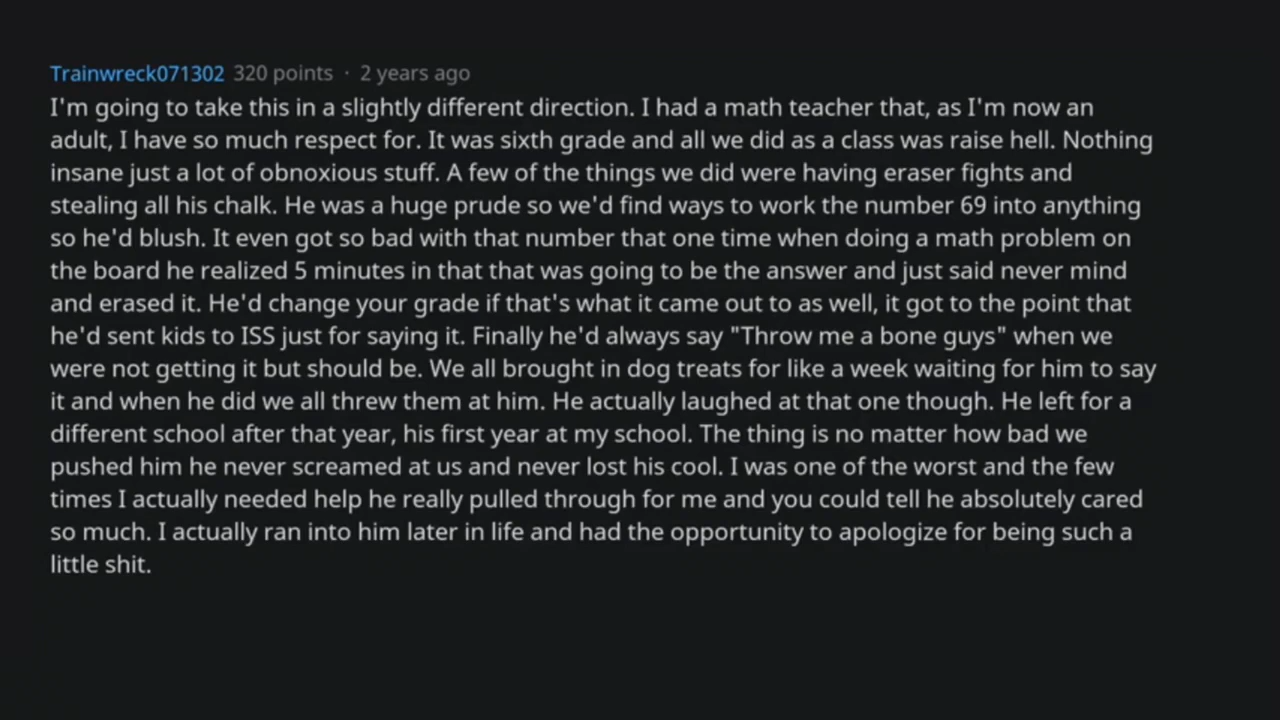 Trainwreck071302 320 points · 2 years ago
I'm going to take this in a slightly different direction. I had a math teacher that, as I'm now an
adult, I have so much respect for. It was sixth grade and all we did as a class was raise hell. Nothing
insane just a lot of obnoxious stuff. A few of the things we did were having eraser fights and
stealing all his chalk. He was a huge prude so we'd find ways to work the number 69 into anything
so he'd blush. It even got so bad with that number that one time when doing a math problem on
the board he realized 5 minutes in that that was going to be the answer and just said never mind
and erased it. He'd change your grade if that's what it came out to as well, it got to the point that
he'd sent kids to ISS just for saying it. Finally he'd always say "Throw me a bone guys" when we
were not getting it but should be. We all brought in dog treats for like a week waiting for him to say
it and when he did we all threw them at him. He actually laughed at that one though. He left for a
different school after that year, his first year at my school. The thing is no matter how bad we
pushed him he never screamed at us and never lost his cool. I was one of the worst and the few
times I actually needed help he really pulled through for me and you could tell he absolutely cared
so much. I actually ran into him later in life and had the opportunity to apologize for being such a
little shit.